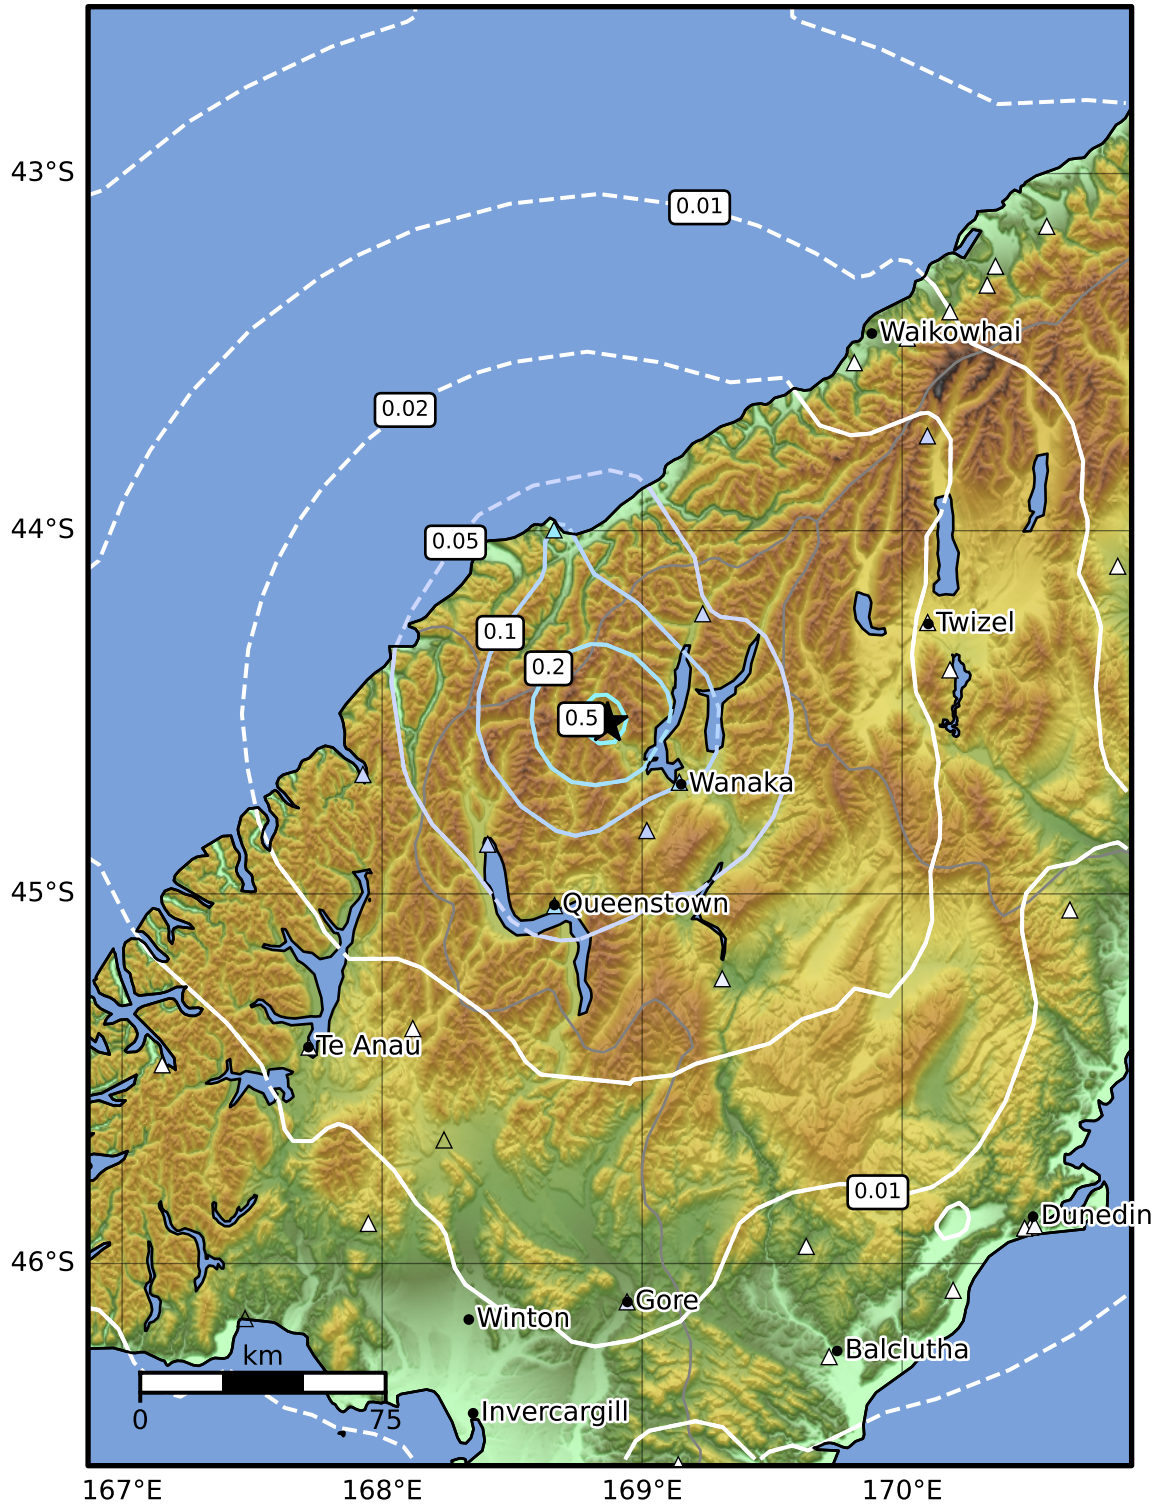 0.01
43°S
Waikowhai
0.02
44°S
0.05
0.1
Twizel
0.2
0.5
Wanaka
45°S
Queenstown
Te Anau
0.01
Dunedin
46°S
Gore
Winton
Balclutha
km
0 75
Invercargill
167°E 168°E 169°E 170°E